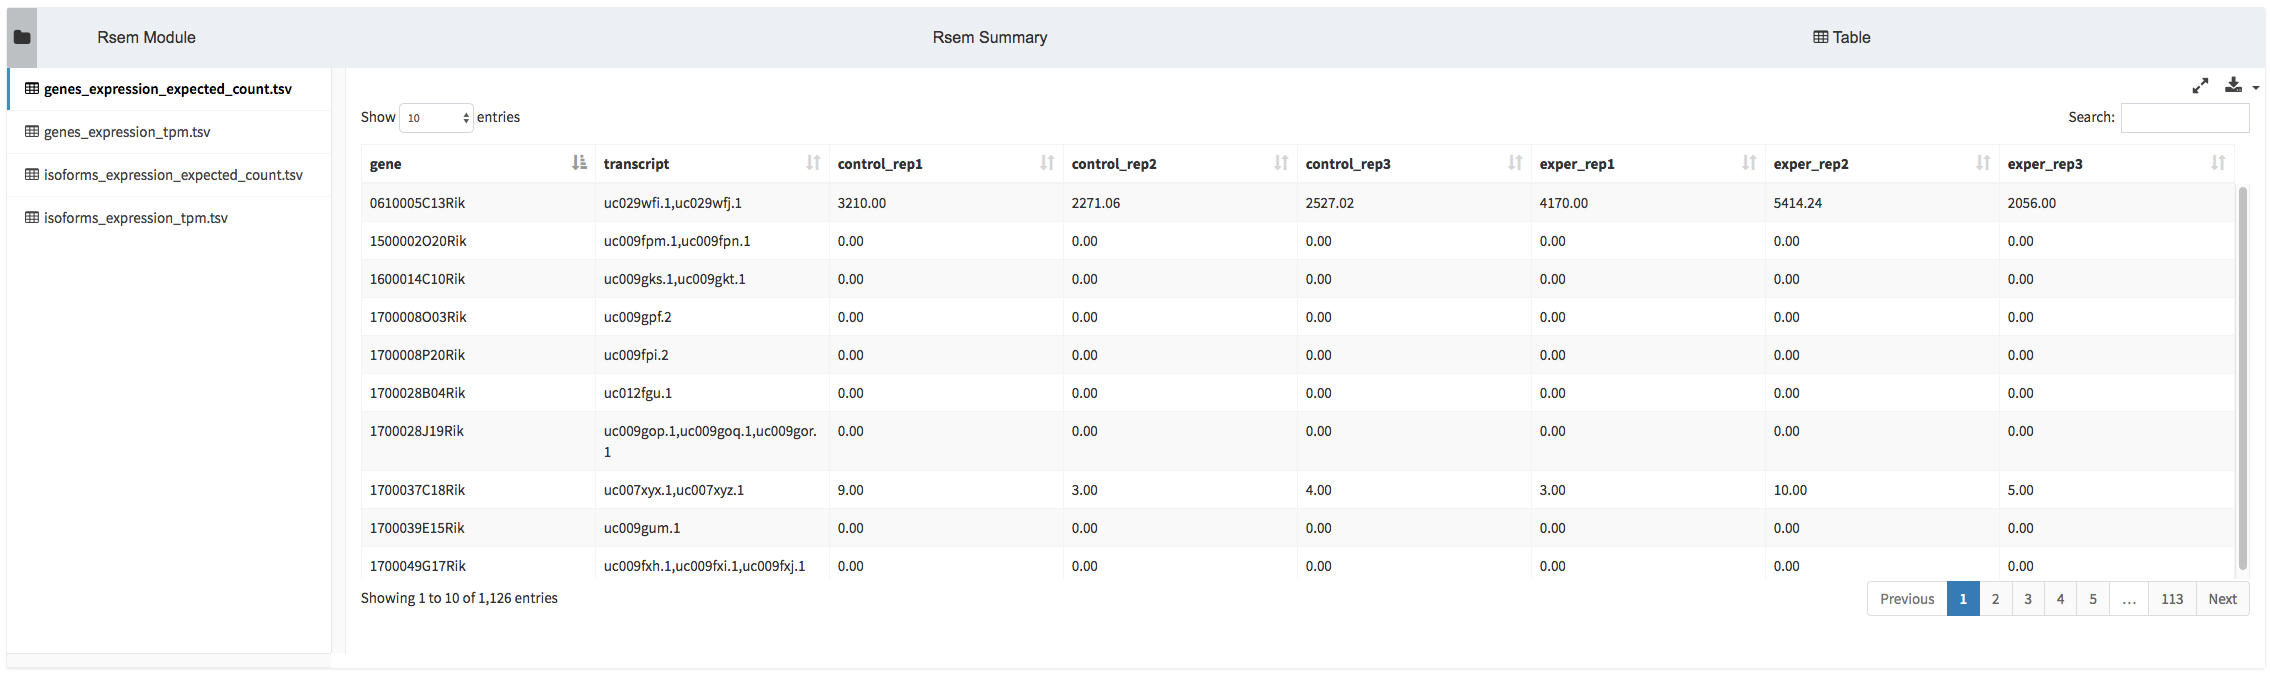 Rsem Module Rsem Summary Table
genes_expression_expected_count.tsv
genes_expression_tpm.tsv
isoforms_expression_expected_count.tsv
isoforms_expression_tpm.tsv
Show 10 entries Search:
gene transcript control_rep1 control_rep2 control_rep3 exper_rep1 exper_rep2 exper_rep3
0610005C13Rik uc029wfi.1,uc029wfj.1 3210.00 2271.06 2527.02 4170.00 5414.24 2056.00
1500002O20Rik uc009fpm.1,uc009fpn.1 0.00 0.00 0.00 0.00 0.00 0.00
1600014C10Rik uc009gks.1,uc009gkt.1 0.00 0.00 0.00 0.00 0.00 0.00
1700008O03Rik uc009gpf.2 0.00 0.00 0.00 0.00 0.00 0.00
1700008P20Rik uc009fpi.2 0.00 0.00 0.00 0.00 0.00 0.00
1700028B04Rik uc012fgu.1 0.00 0.00 0.00 0.00 0.00 0.00
1700028J19Rik uc009gop.1,uc009goq.1,uc009gor. 0.00 0.00 0.00 0.00 0.00 0.00
1
1700037C18Rik uc007xyx.1,uc007xyz.1 9.00 3.00 4.00 3.00 10.00 5.00
1700039E15Rik uc009gum.1 0.00 0.00 0.00 0.00 0.00 0.00
1700049G17Rik uc009fxh.1,uc009fxi.1,uc009fxj.1 0.00 0.00 0.00 0.00 0.00 0.00
Showing 1 to 10 of 1,126 entries Previous 1 2 3 4 5 … 113 Next